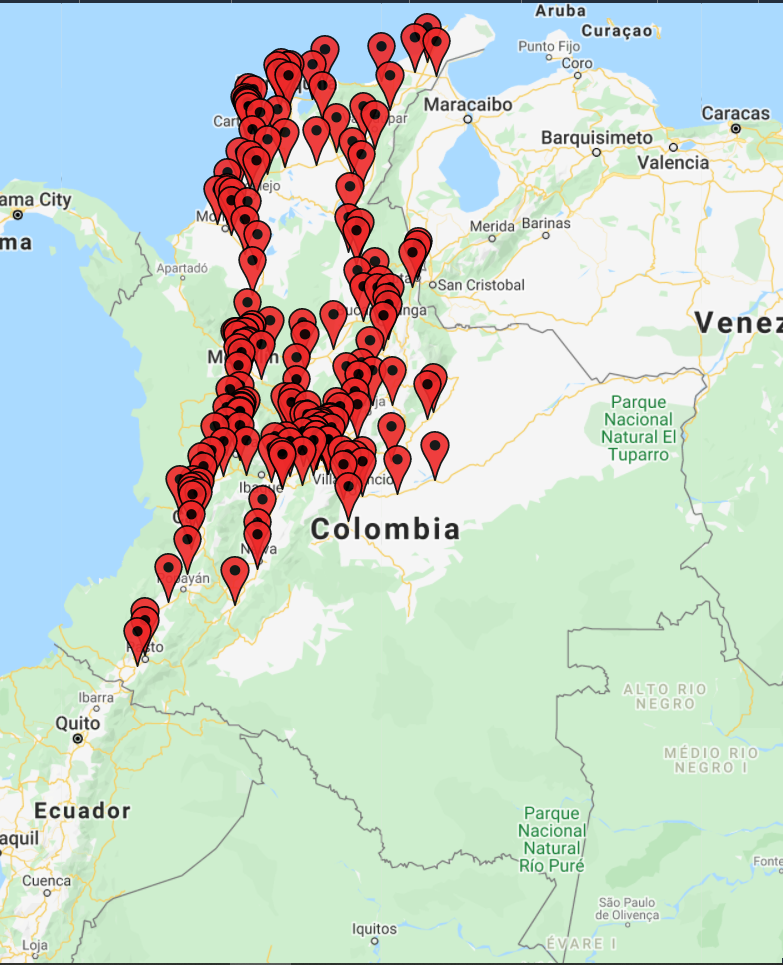 Aruba
Curaçao
Punto Fijo
Coro
Maracaibo
Caracas
Barquisimeto
Valencia
ama City
ma
Merida
Barinas
Apartadó
San Cristobal
Venez
Parque
Nacional
Natural El
Tuparro
Colombia
Ibarra
Quito
ALTO RIO
NEGRO
MÉDIO RIO
NEGRO I
Ecuador
aquil
Parque
Nacional
Natural
Río Puré
Fonte
Cuenca
São Paulo
de Olivença
Iquitos
ÉVARE I
Loja